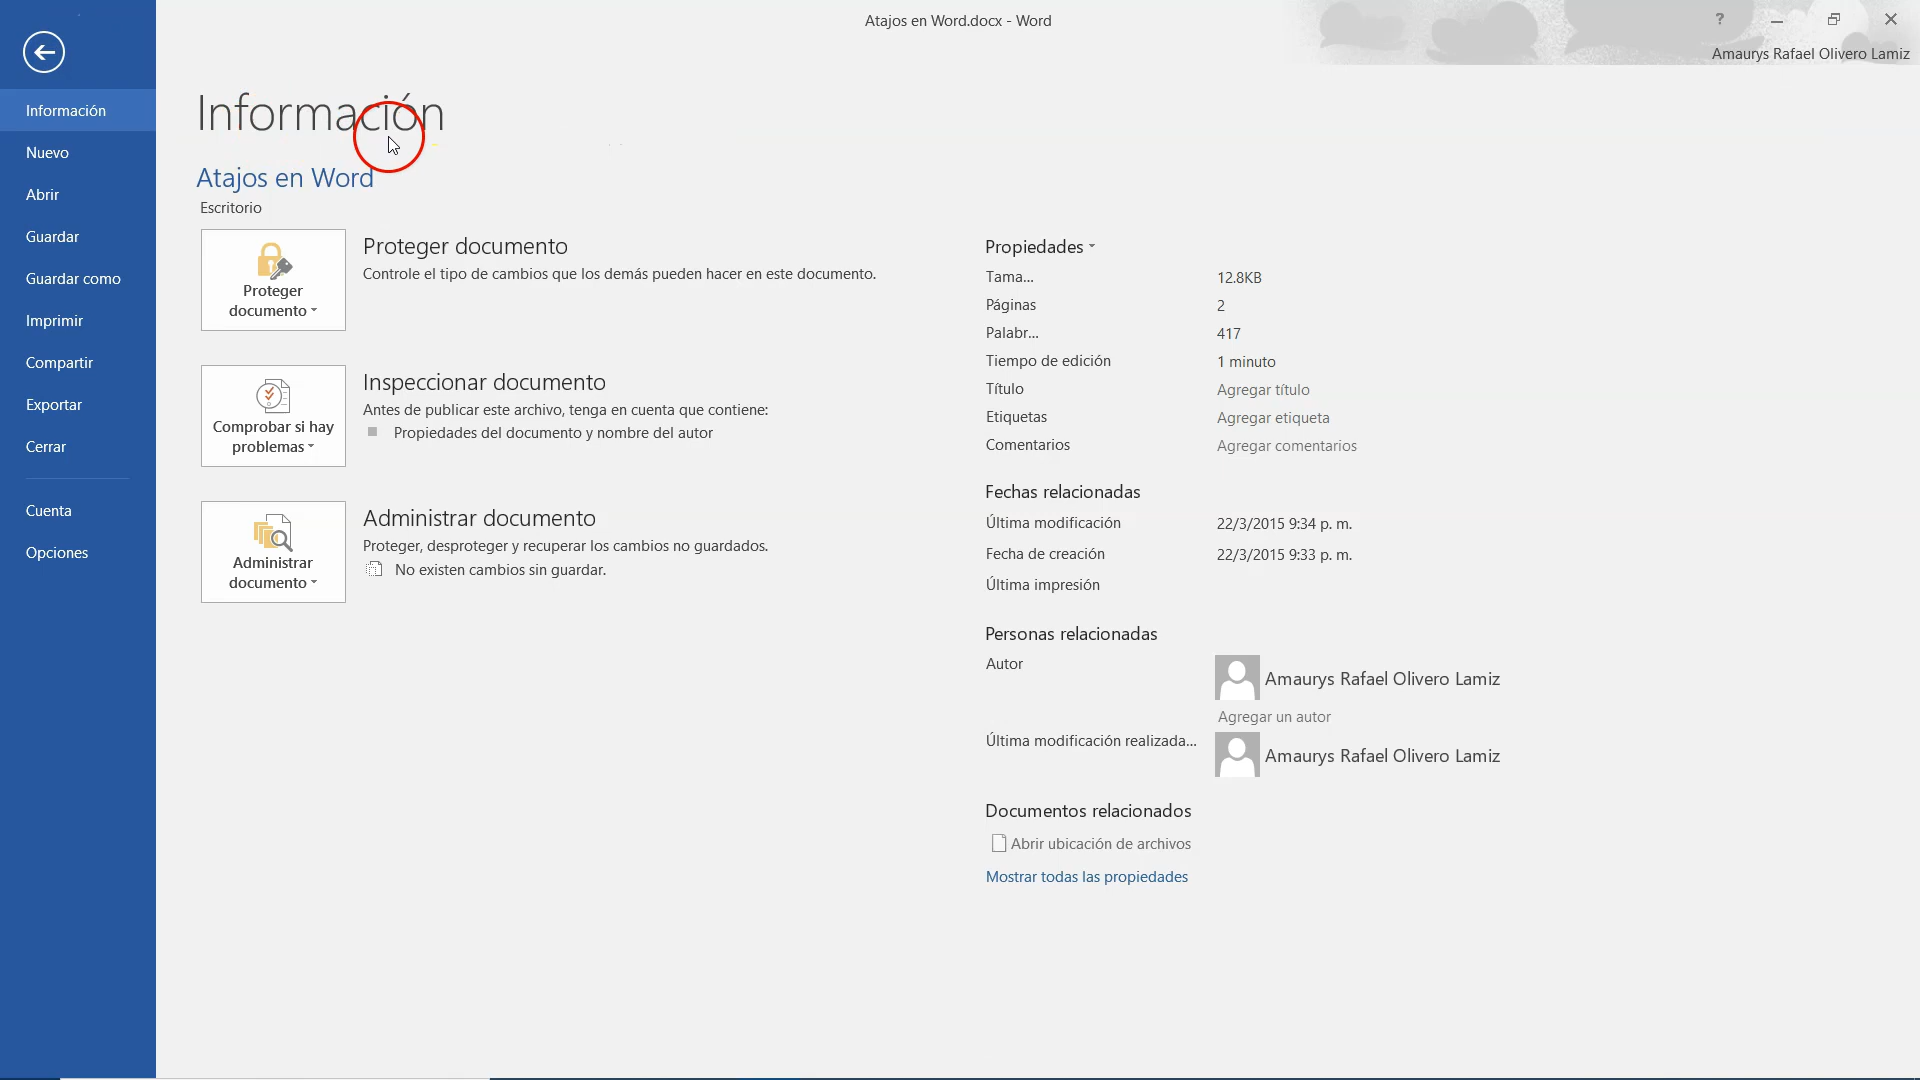 Atajos en Word.docx - Word
?
Amaurys Rafael Olivero Lamiz
Información
Nuevo
Abrir
Guardar
Guardar como
Imprimir
Compartir
Exportar
Cerrar
Cuenta
Opciones
Información
Atajos en Word
Escritorio
Proteger
documento
Proteger documento
Controle el tipo de cambios que los demás pueden hacer en este documento.
Comprobar si hay
problemas
Inspeccionar documento
Antes de publicar este archivo, tenga en cuenta que contiene:
Propiedades del documento y nombre del autor
Administrar
documento
Administrar documento
Proteger, desproteger y recuperar los cambios no guardados.
No existen cambios sin guardar.
Propiedades
Tama... 12.8KB
Páginas 2
Palabr... 417
Tiempo de edición 1 minuto
Título Agregar título
Etiquetas Agregar etiqueta
Comentarios Agregar comentarios
Fechas relacionadas
Última modificación 22/3/2015 9:34 p. m.
Fecha de creación 22/3/2015 9:33 p. m.
Última impresión
Personas relacionadas
Autor Amaurys Rafael Olivero Lamiz
Agregar un autor
Última modificación realizada... Amaurys Rafael Olivero Lamiz
Documentos relacionados
Abrir ubicación de archivos
Mostrar todas las propiedades